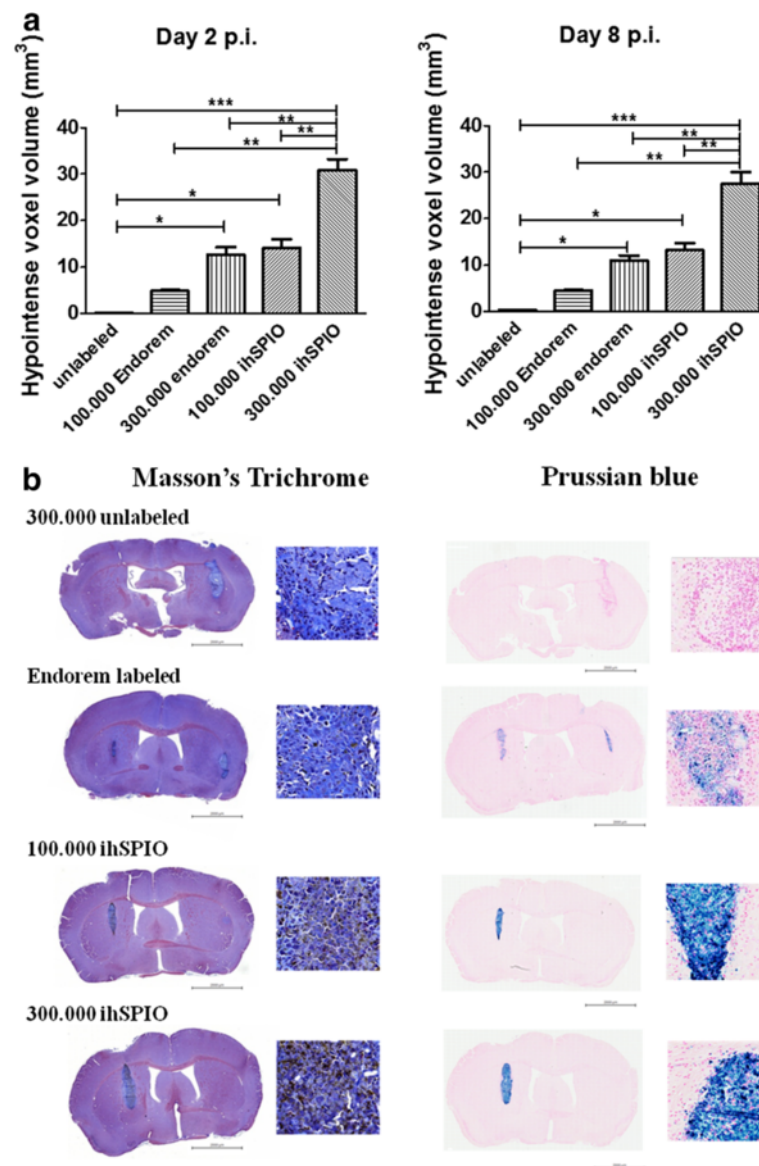 a
Day 2 p.i.
Day 8 p.i.
Hypointense voxel volume (mm³)
40
30
20
10
0
***
**
**
**
*
*
unlabeled
100.000 Endorem
300.000 endorem
100.000 ihSPIO
300.000 ihSPIO
Hypointense voxel volume (mm³)
40
30
20
10
0
***
**
**
**
*
*
unlabeled
100.000 Endorem
300.000 endorem
100.000 ihSPIO
300.000 ihSPIO
b
Masson's Trichrome
Prussian blue
300.000 unlabeled
Endorem labeled
100.000 ihSPIO
300.000 ihSPIO